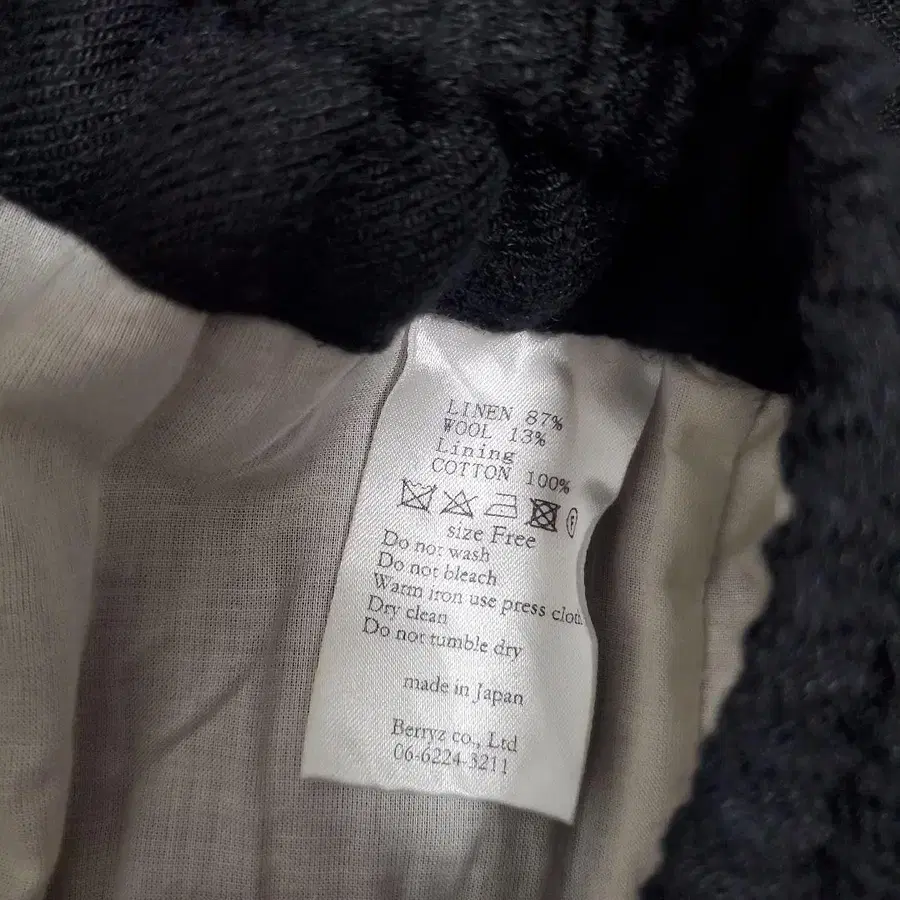 LINEN 87%
WOOL 13%
Lining
COTTON 100%
F
size Free
Do not wash
Do not bleach
Warm iron use press
Dry clean
Do not tumble dry
made in Japan
Berryz co., Ltd
06-6224-3211